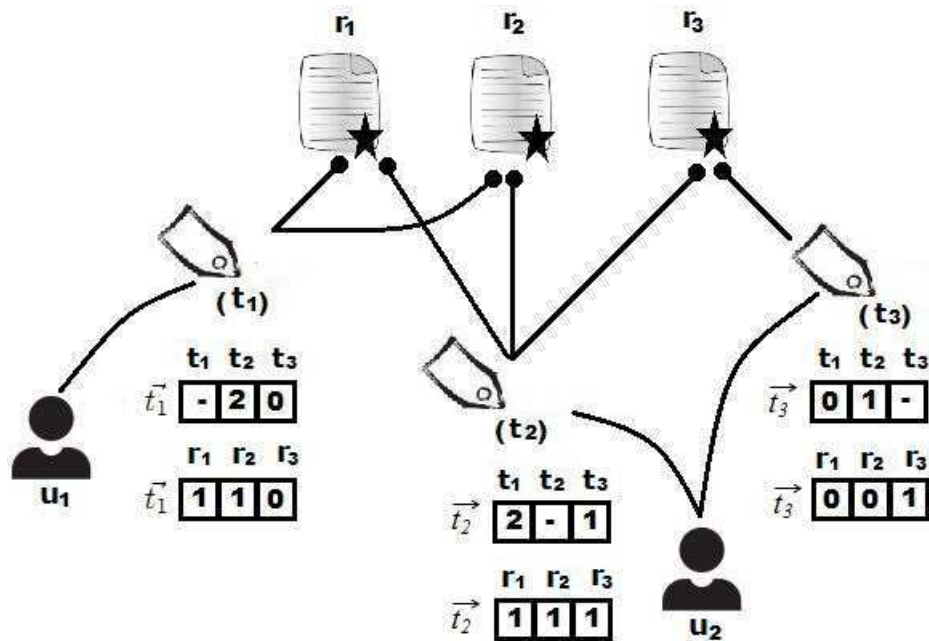 r₁ r₂ r₃
(t₁)
t₁ t₂ t₃
t₁⃗ - 2 0
r₁ r₂ r₃
t₁⃗ 1 1 0
u₁
(t₂)
t₁ t₂ t₃
t₂⃗ 2 - 1
r₁ r₂ r₃
t₂⃗ 1 1 1
(t₃)
t₁ t₂ t₃
t₃⃗ 0 1 -
r₁ r₂ r₃
t₃⃗ 0 0 1
u₂